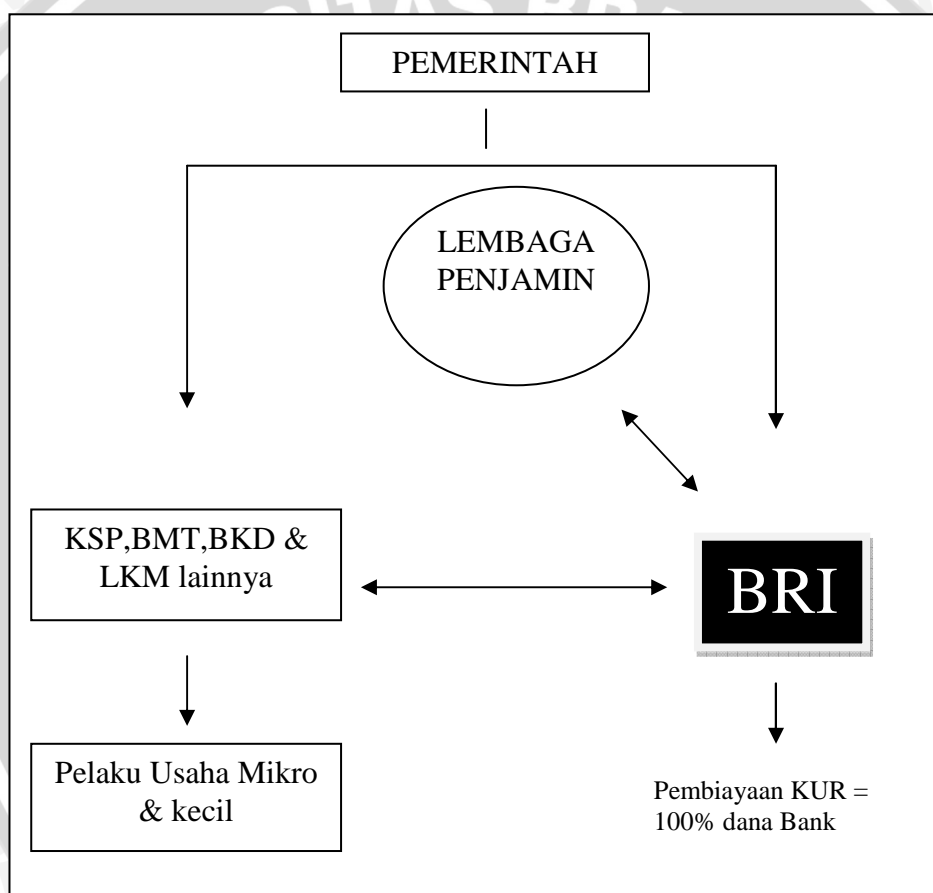 PEMERINTAH
LEMBAGA
PENJAMIN
KSP,BMT,BKD &
LKM lainnya
BRI
Pelaku Usaha Mikro
& kecil
Pembiayaan KUR =
100% dana Bank